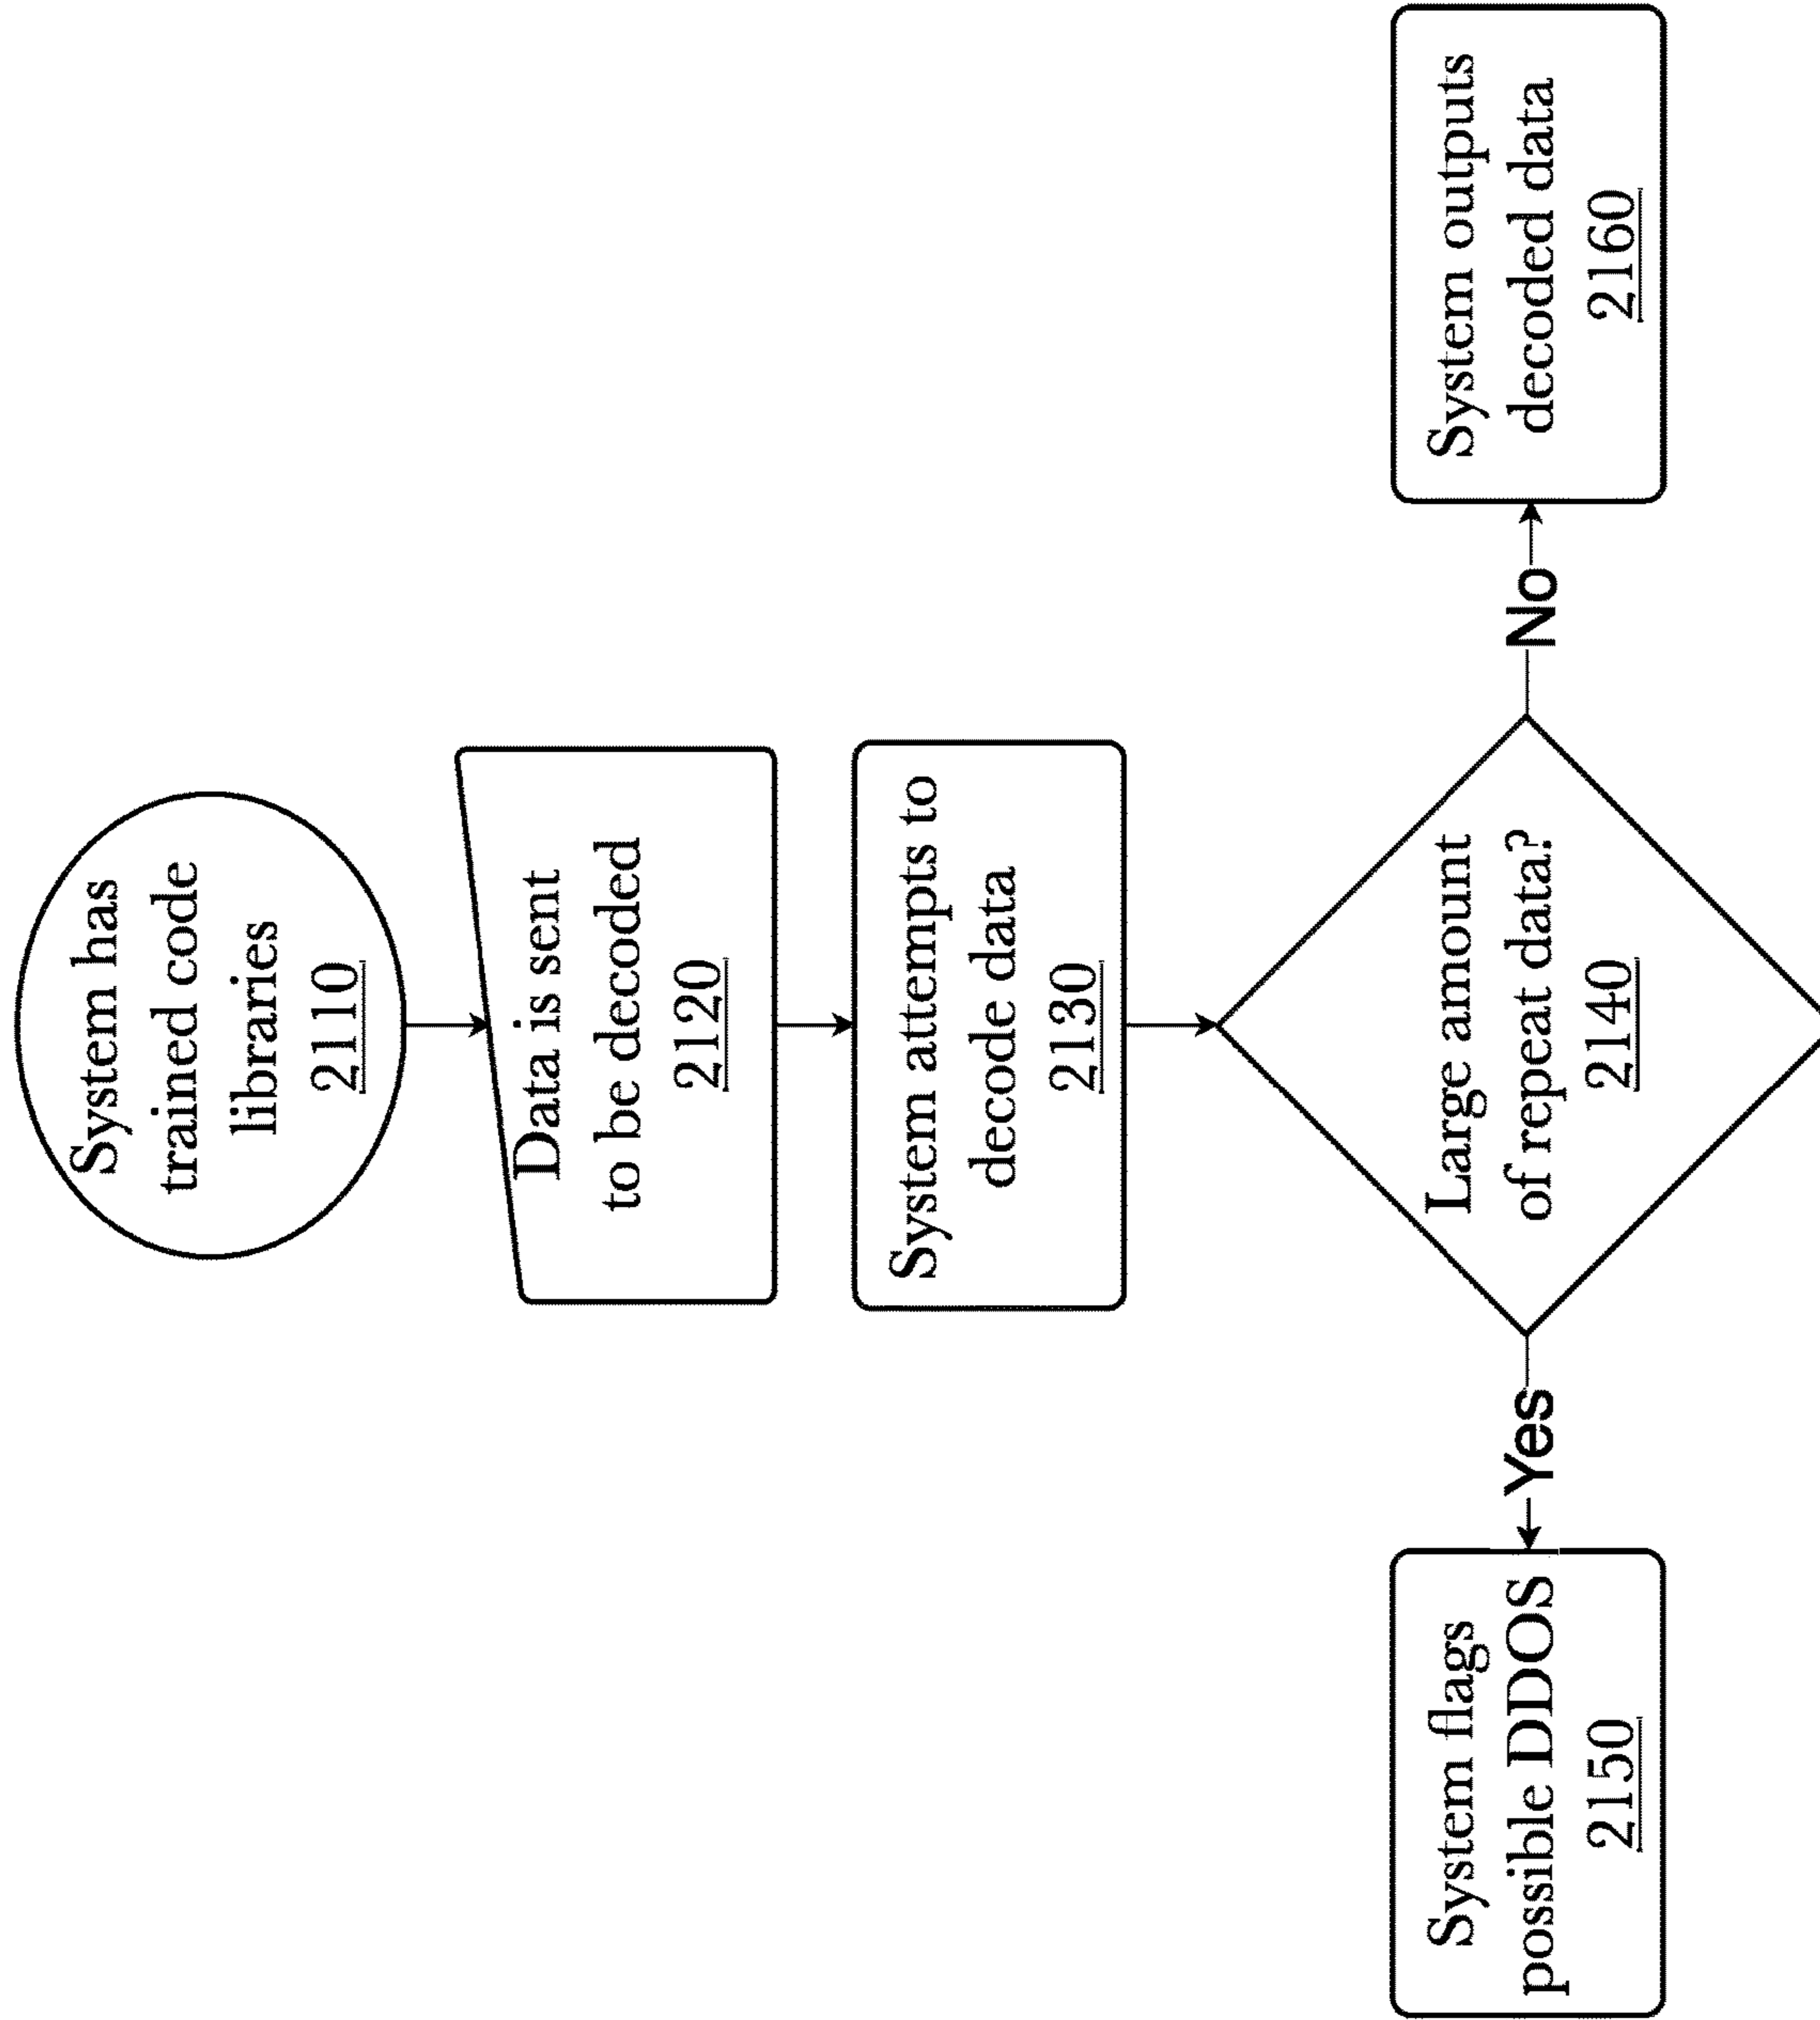 System has
trained code
libraries
2110
Data is sent
to be decoded
2120
System attempts to
decode data
2130
Large amount
of repeat data?
2140
Yes
No
System flags
possible DDOS
2150
System outputs
decoded data
2160